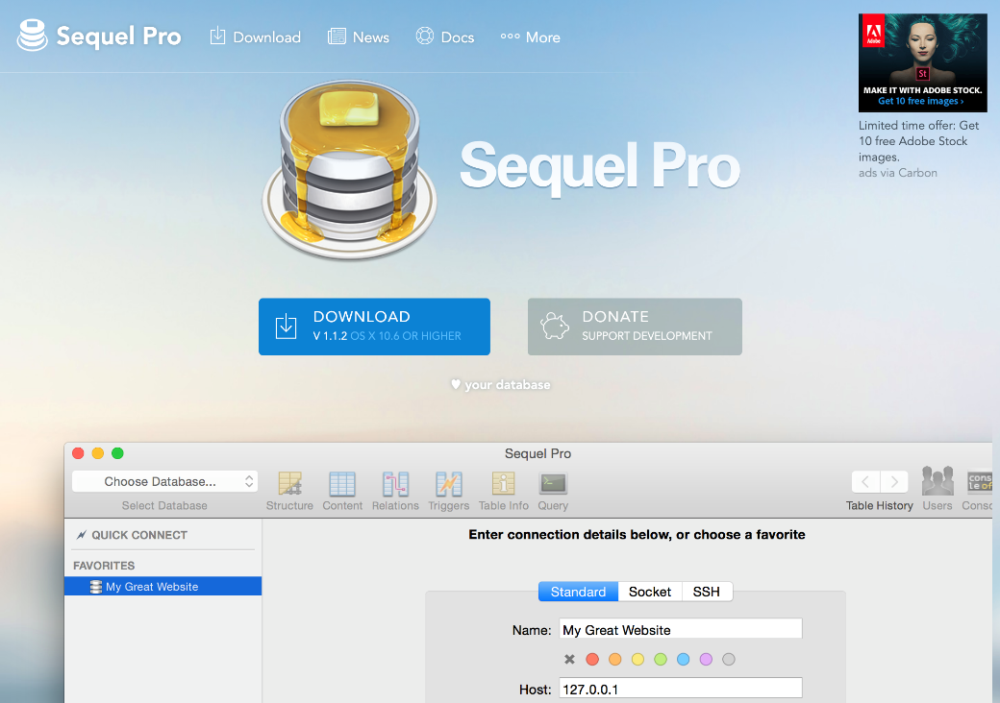 Sequel Pro
Download
News
Docs
More
Adobe
St
MAKE IT WITH ADOBE STOCK.
Get 10 free images ›
Limited time offer: Get
10 free Adobe Stock
images.
ads via Carbon
Sequel Pro
DOWNLOAD
V 1.1.2 OS X 10.6 OR HIGHER
DONATE
SUPPORT DEVELOPMENT
♥ your database
Sequel Pro
Choose Database...
Select Database
Structure
Content
Relations
Triggers
Table Info
Query
Table History
Users
cons
le of
Conso
QUICK CONNECT
FAVORITES
My Great Website
Enter connection details below, or choose a favorite
Standard
Socket
SSH
Name: My Great Website
Host: 127.0.0.1